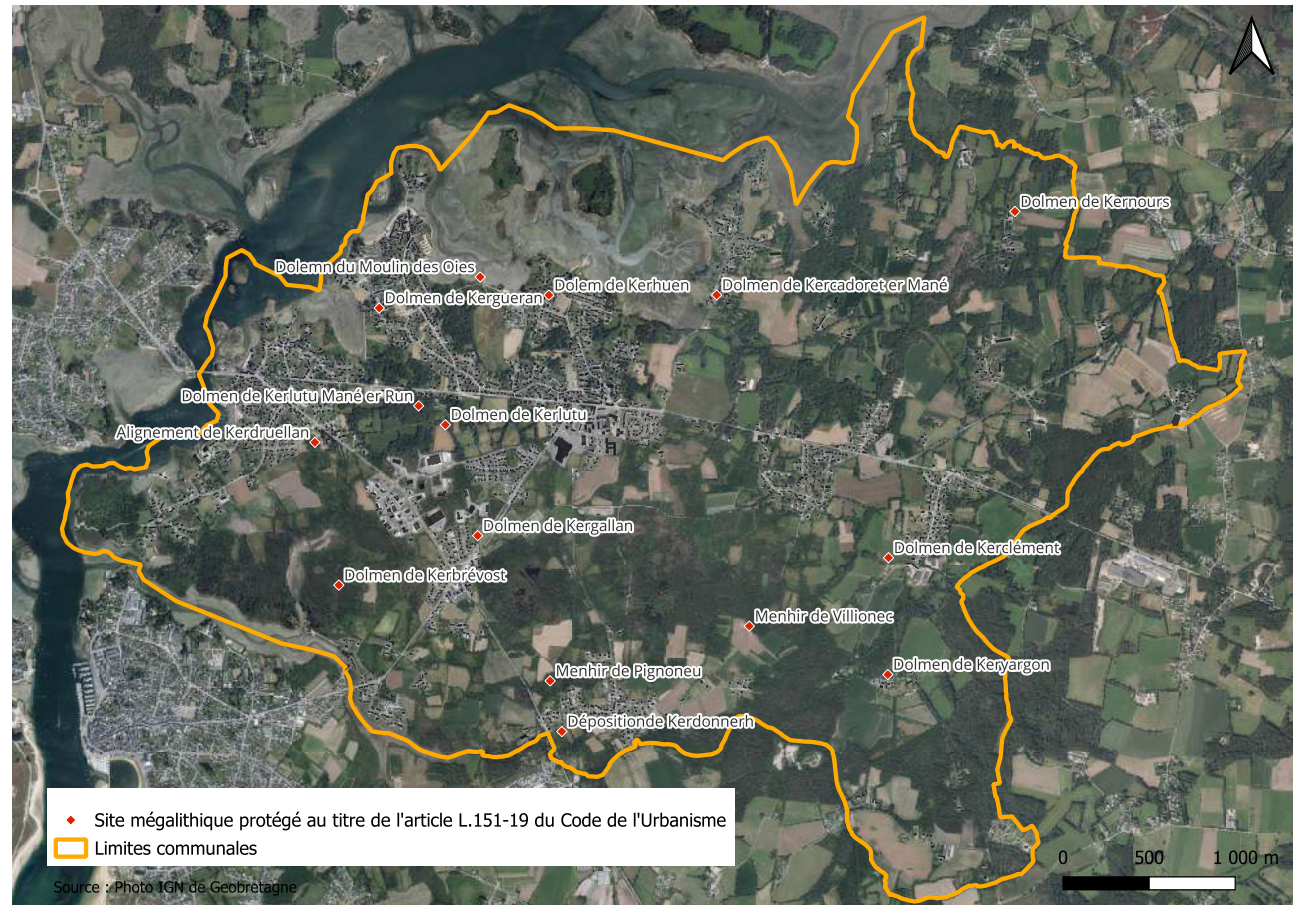 Dolmen de Kernours
Dolemn du Moulin des Oies
Dolem de Kerhuen
Dolmen de Kercadoret er Mané
Dolmen de Kergueran
Dolmen de Kerlutu Mané er Run
Dolmen de Kerlutu
Alignement de Kerdruellan
Dolmen de Kergallan
Dolmen de Kerclément
Dolmen de Kerbrévost
Menhir de Villionec
Menhir de Pignoneu
Dolmen de Keryargon
Dépositionde Kerdonnerh
Site mégalithique protégé au titre de l'article L.151-19 du Code de l'Urbanisme
Limites communales
0 500 1 000 m
Source : Photo IGN de Geobretagne